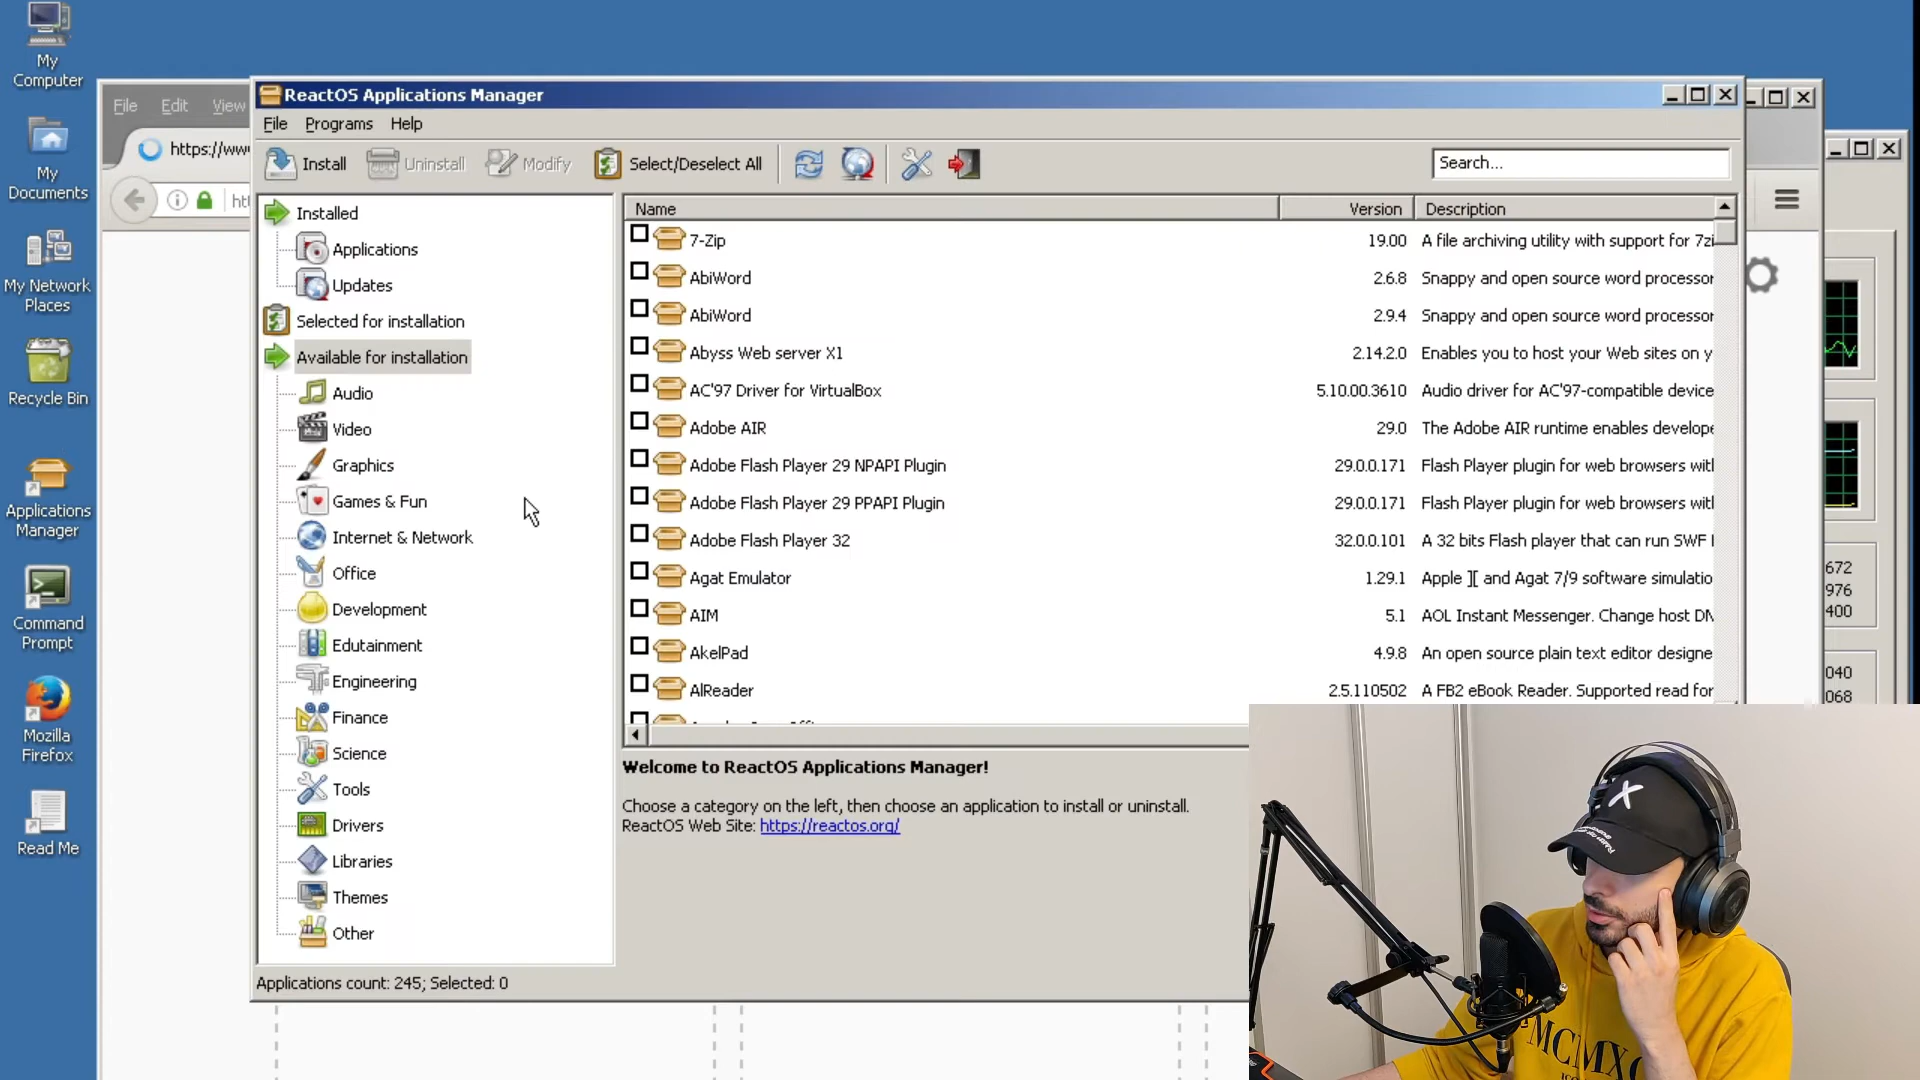 My
Computer
My
Documents
My Network
Places
Recycle Bin
Applications
Manager
Command
Prompt
Mozilla
Firefox
Read Me
File Edit View
https://www
ReactOS Applications Manager
File Programs Help
Install Uninstall Modify Select/Deselect All Search...
Installed
Applications
Updates
Selected for installation
Available for installation
Audio
Video
Graphics
Games & Fun
Internet & Network
Office
Development
Edutainment
Engineering
Finance
Science
Tools
Drivers
Libraries
Themes
Other
Name Version Description
7-Zip 19.00 A file archiving utility with support for 7zi
AbiWord 2.6.8 Snappy and open source word processor
AbiWord 2.9.4 Snappy and open source word processor
Abyss Web server X1 2.14.2.0 Enables you to host your Web sites on y
AC'97 Driver for VirtualBox 5.10.00.3610 Audio driver for AC'97-compatible device
Adobe AIR 29.0 The Adobe AIR runtime enables develope
Adobe Flash Player 29 NPAPI Plugin 29.0.0.171 Flash Player plugin for web browsers wit
Adobe Flash Player 29 PPAPI Plugin 29.0.0.171 Flash Player plugin for web browsers wit
Adobe Flash Player 32 32.0.0.101 A 32 bits Flash player that can run SWF
Agat Emulator 1.29.1 Apple ][ and Agat 7/9 software simulatio
AIM 5.1 AOL Instant Messenger. Change host DN
AkelPad 4.9.8 An open source plain text editor designe
AlReader 2.5.110502 A FB2 eBook Reader. Supported read for
Welcome to ReactOS Applications Manager!
Choose a category on the left, then choose an application to install or uninstall.
ReactOS Web Site: https://reactos.org/
Applications count: 245; Selected: 0
672
976
400
040
068
X
MCMXC